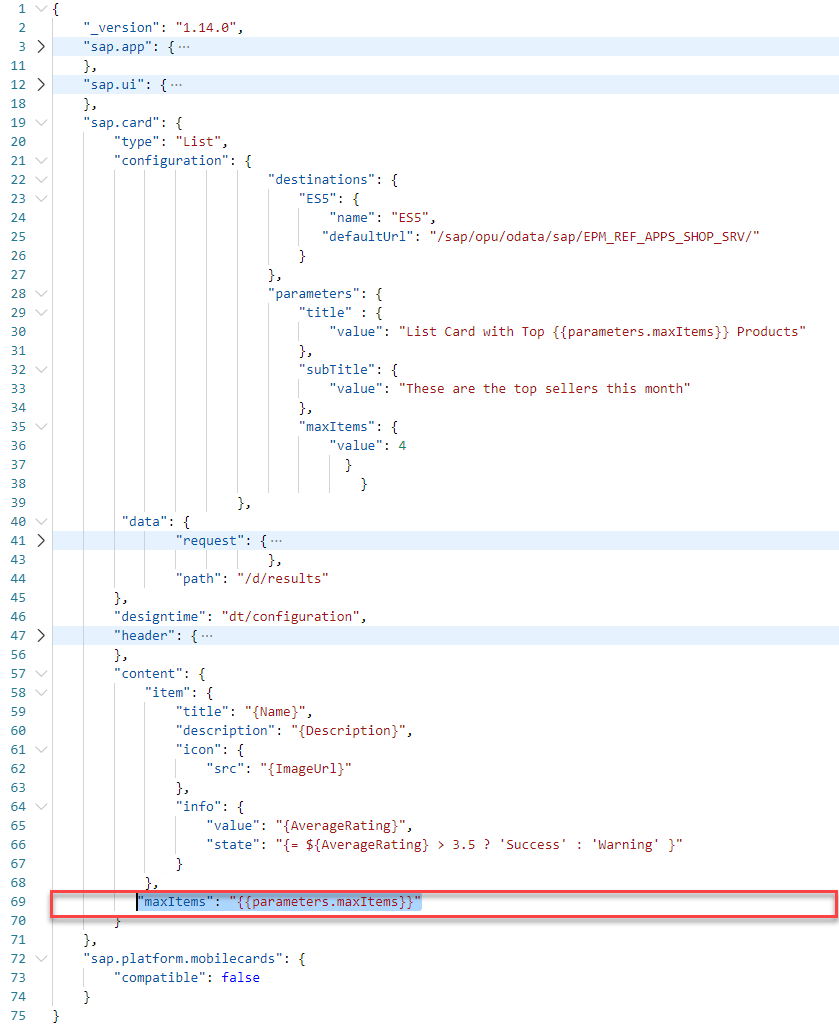 1 {
2 "_version": "1.14.0",
3 "sap.app": { ···
11 },
12 "sap.ui": { ···
18 },
19 "sap.card": {
20 "type": "List",
21 "configuration": {
22 "destinations": {
23 "ES5": {
24 "name": "ES5",
25 "defaultUrl": "/sap/opu/odata/sap/EPM_REF_APPS_SHOP_SRV/"
26 }
27 },
28 "parameters": {
29 "title" : {
30 "value": "List Card with Top {{parameters.maxItems}} Products"
31 },
32 "subTitle": {
33 "value": "These are the top sellers this month"
34 },
35 "maxItems": {
36 "value": 4
37 }
38 }
39 },
40 "data": {
41 "request": { ···
43 },
44 "path": "/d/results"
45 },
46 "designtime": "dt/configuration",
47 "header": { ···
56 },
57 "content": {
58 "item": {
59 "title": "{Name}",
60 "description": "{Description}",
61 "icon": {
62 "src": "{ImageUrl}"
63 },
64 "info": {
65 "value": "{AverageRating}",
66 "state": "{= ${AverageRating} > 3.5 ? 'Success' : 'Warning' }"
67 }
68 },
69 "maxItems": "{{parameters.maxItems}}"
70 }
71 },
72 "sap.platform.mobilecards": {
73 "compatible": false
74 }
75 }